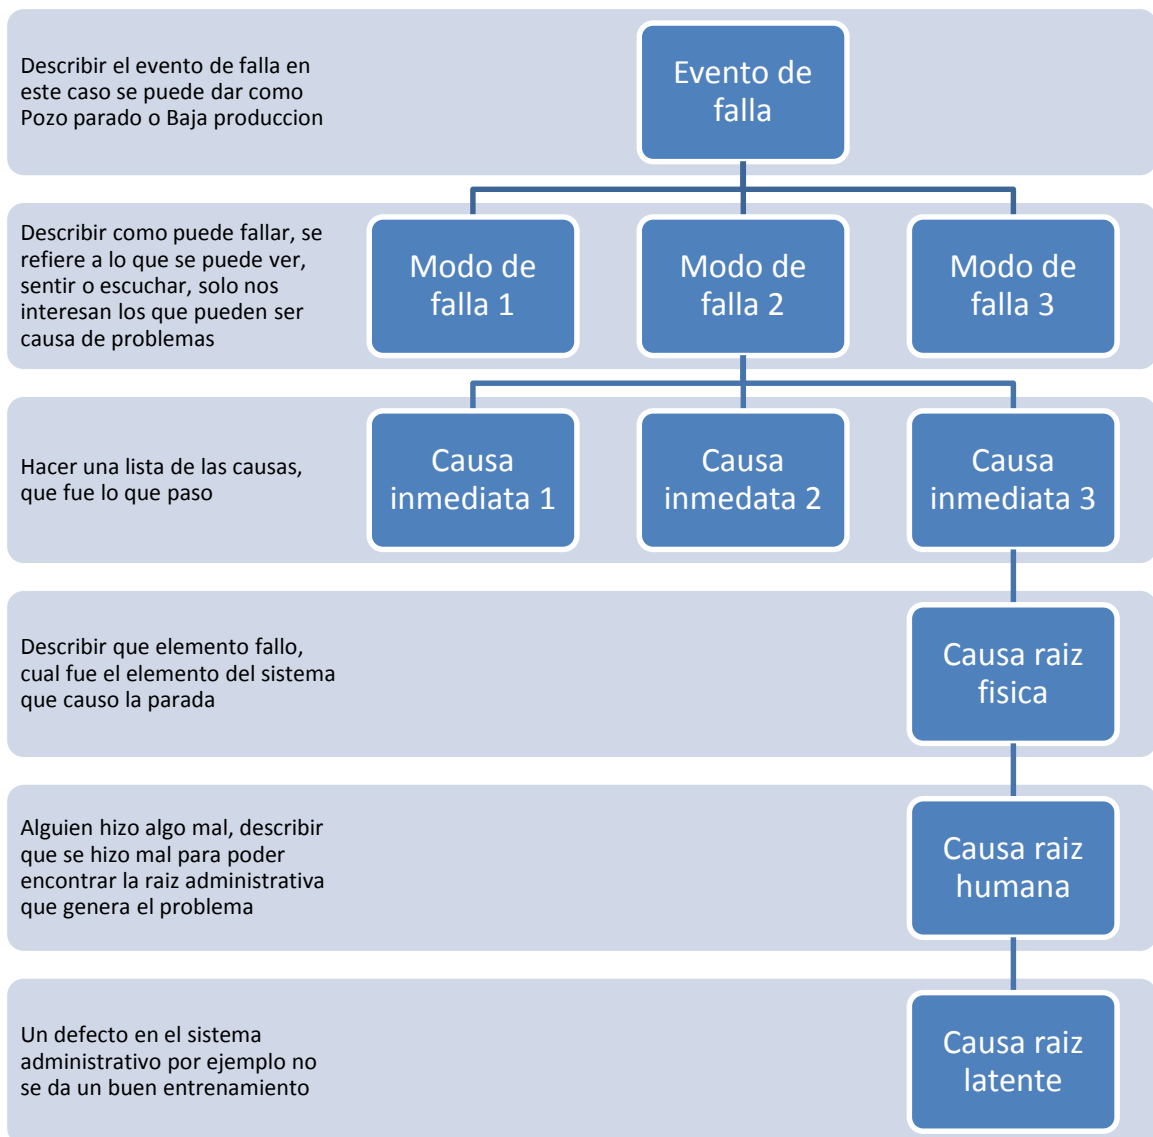 Describir el evento de falla en
este caso se puede dar como
Pozo parado o Baja produccion
Evento de
falla
Describir como puede fallar, se
refiere a lo que se puede ver,
sentir o escuchar, solo nos
interesan los que pueden ser
causa de problemas
Modo de
falla 1
Modo de
falla 2
Modo de
falla 3
Hacer una lista de las causas,
que fue lo que paso
Causa
inmediata 1
Causa
inmedata 2
Causa
inmediata 3
Describir que elemento fallo,
cual fue el elemento del sistema
que causo la parada
Causa raiz
fisica
Alguien hizo algo mal, describir
que se hizo mal para poder
encontrar la raiz administrativa
que genera el problema
Causa raiz
humana
Un defecto en el sistema
administrativo por ejemplo no
se da un buen entrenamiento
Causa raiz
latente